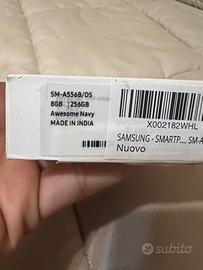 SM-A556B/DS
8GB | 256GB
Awesome Navy
MADE IN INDIA
X002182WHL
SAMSUNG - SMARTP..., SM-A
Nuovo
subito